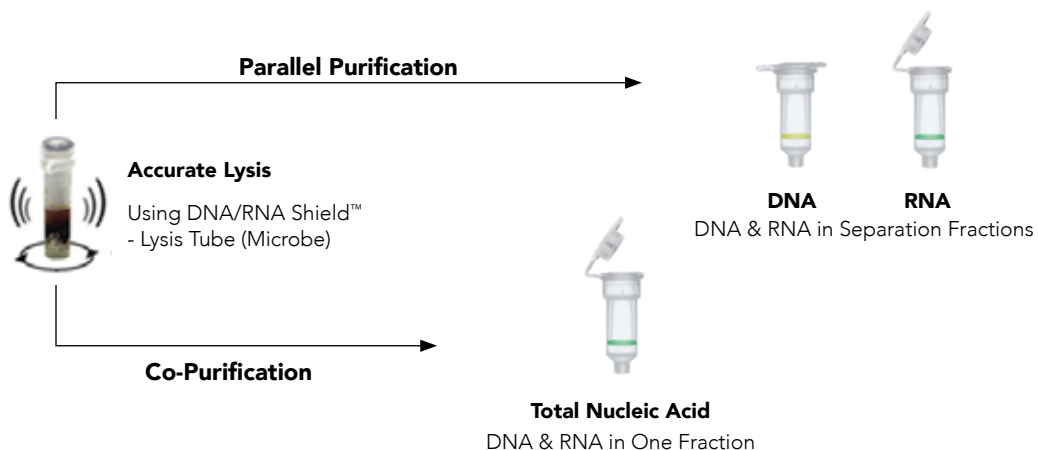 Parallel Purification
Accurate Lysis
Using DNA/RNA Shield™
- Lysis Tube (Microbe)
DNA
RNA
DNA & RNA in Separation Fractions
Co-Purification
Total Nucleic Acid
DNA & RNA in One Fraction